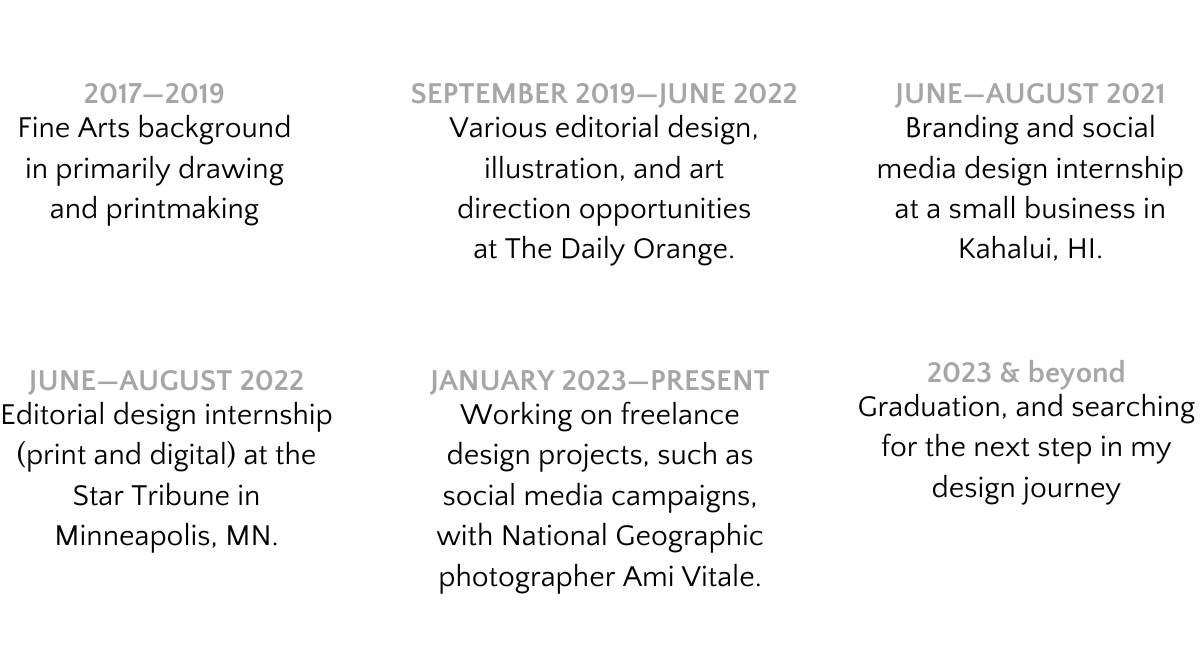 2017—2019
Fine Arts background
in primarily drawing
and printmaking
SEPTEMBER 2019—JUNE 2022
Various editorial design,
illustration, and art
direction opportunities
at The Daily Orange.
JUNE—AUGUST 2021
Branding and social
media design internship
at a small business in
Kahalui, HI.
JUNE—AUGUST 2022
Editorial design internship
(print and digital) at the
Star Tribune in
Minneapolis, MN.
JANUARY 2023—PRESENT
Working on freelance
design projects, such as
social media campaigns,
with National Geographic
photographer Ami Vitale.
2023 & beyond
Graduation, and searching
for the next step in my
design journey